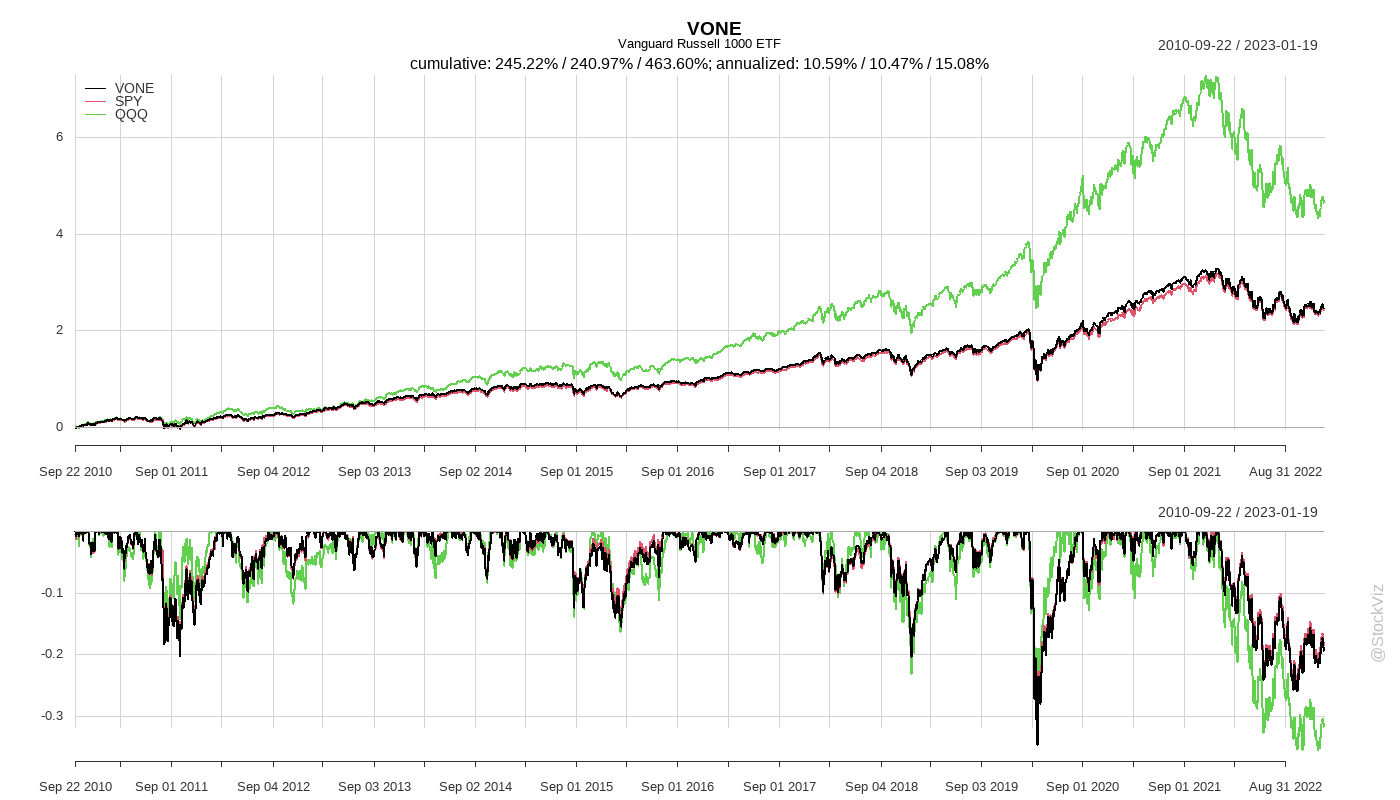 VONE
Vanguard Russell 1000 ETF
2010-09-22 / 2023-01-19
cumulative: 245.22% / 240.97% / 463.60%; annualized: 10.59% / 10.47% / 15.08%
VONE
SPY
QQQ
6
4
2
0
Sep 22 2010 Sep 01 2011 Sep 04 2012 Sep 03 2013 Sep 02 2014 Sep 01 2015 Sep 01 2016 Sep 01 2017 Sep 04 2018 Sep 03 2019 Sep 01 2020 Sep 01 2021 Aug 31 2022
2010-09-22 / 2023-01-19
-0.1
-0.2
-0.3
Sep 22 2010 Sep 01 2011 Sep 04 2012 Sep 03 2013 Sep 02 2014 Sep 01 2015 Sep 01 2016 Sep 01 2017 Sep 04 2018 Sep 03 2019 Sep 01 2020 Sep 01 2021 Aug 31 2022
@StockViz